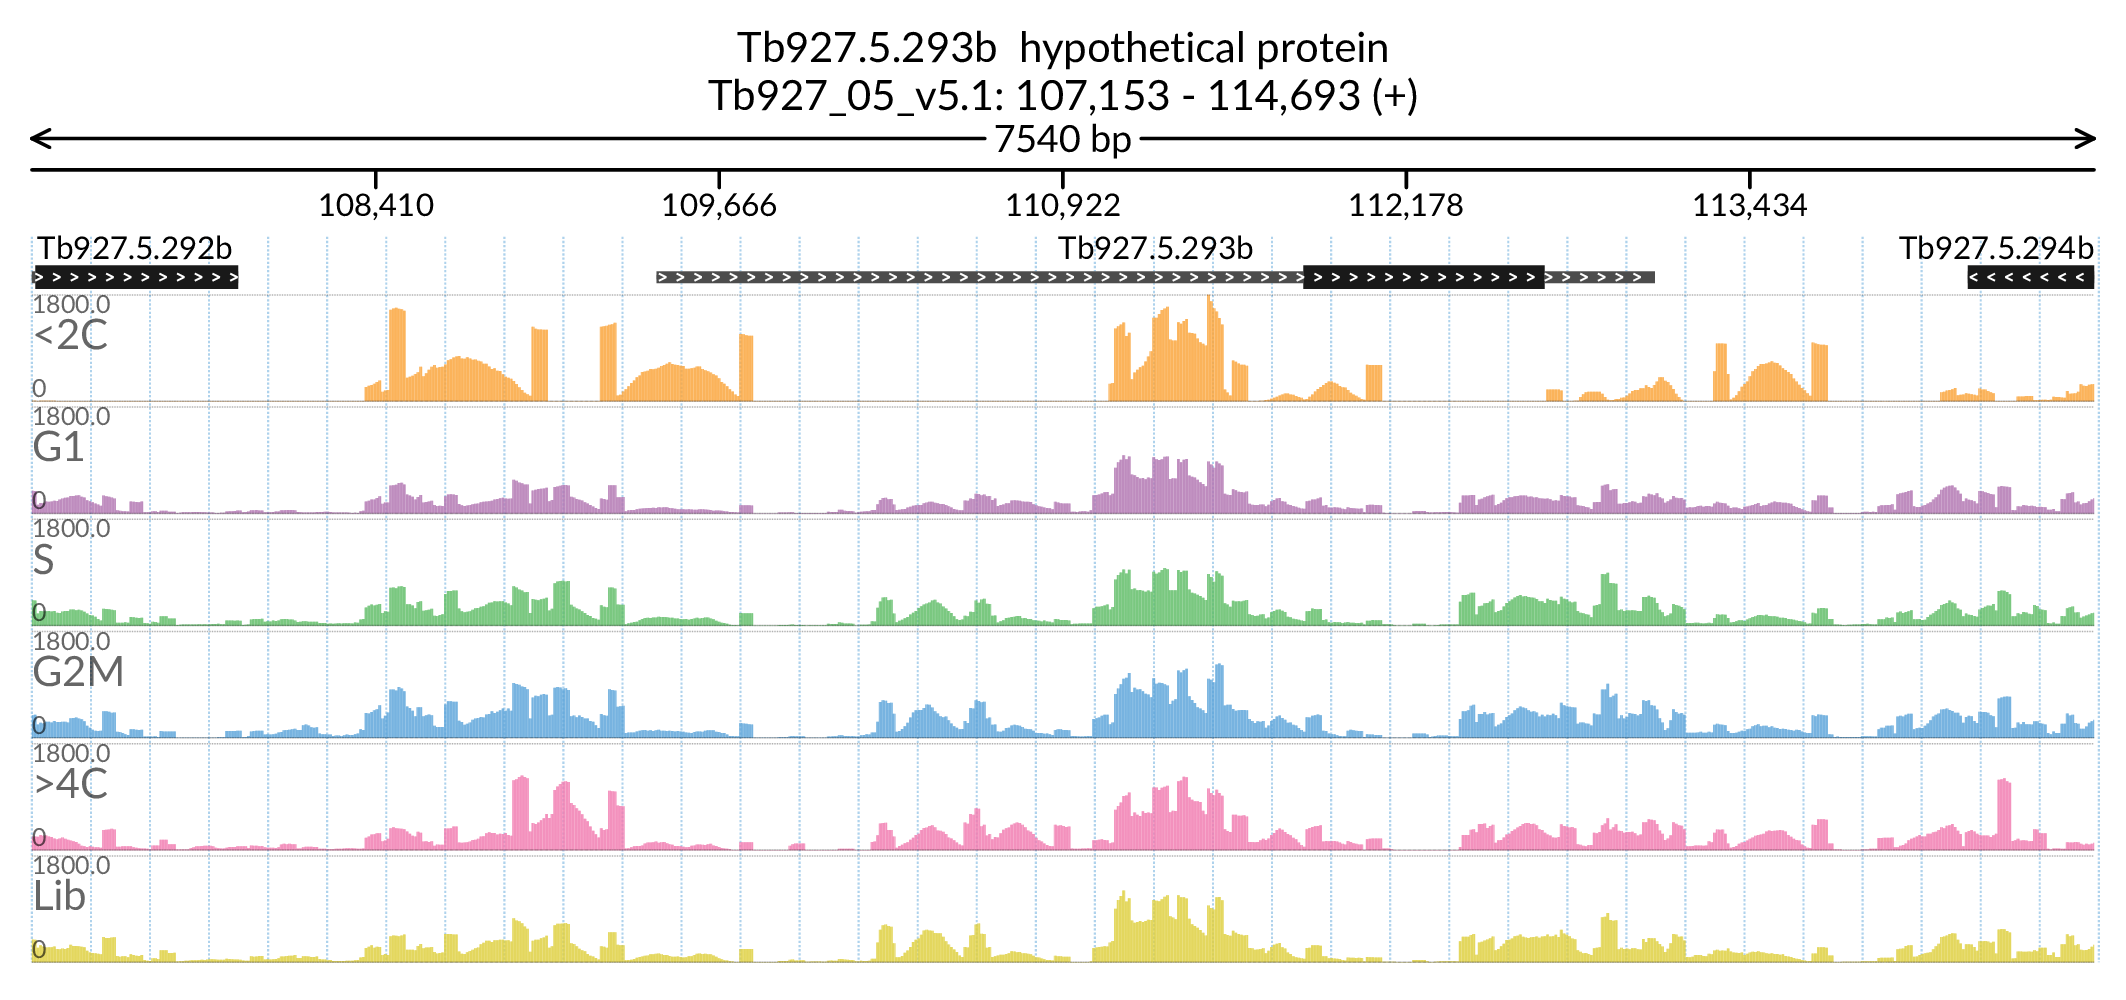 Tb927.5.293b  hypothetical protein
Tb927_05_v5.1: 107,153 - 114,693 (+)
7540 bp
108,410 109,666 110,922 112,178 113,434
Tb927.5.292b Tb927.5.293b Tb927.5.294b
1800.0
<2C
0
1800.0
G1
0
1800.0
S
0
1800.0
G2M
0
1800.0
>4C
0
1800.0
Lib
0